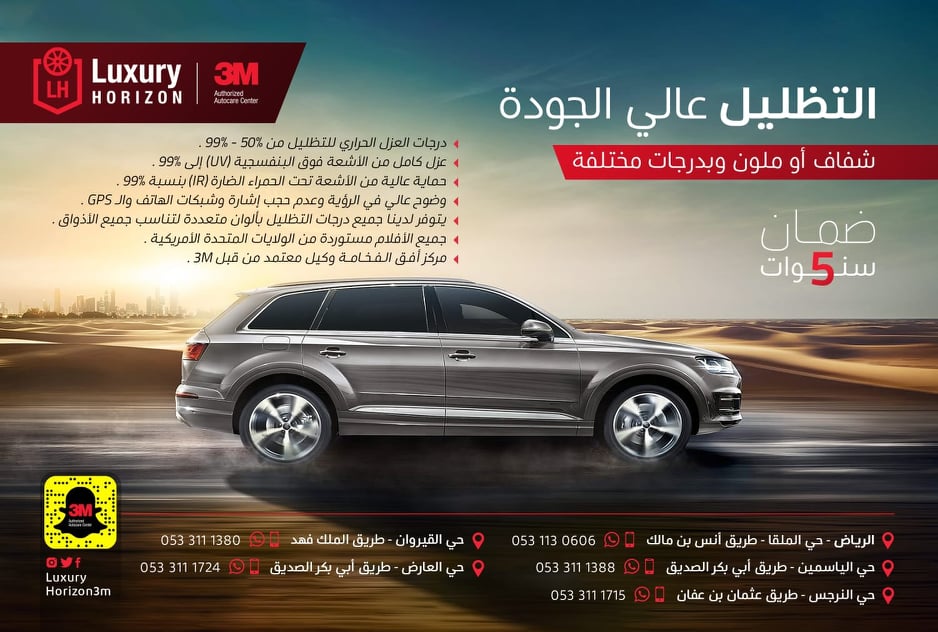 Luxury
HORIZON
3M
Authorized
Autocare Center
التظليل عالي الجودة
شفاف أو ملون وبدرجات مختلفة
ضمان
5 سنوات
درجات العزل الحراري للتظليل من 50% - 99% .
عزل كامل من الأشعة فوق البنفسجية (UV) إلى 99% .
حماية عالية من الأشعة تحت الحمراء الضارة (IR) بنسبة 99% .
وضوح عالي في الرؤية وعدم حجب إشارة وشبكات الهاتف والـ GPS .
يتوفر لدينا جميع درجات التظليل بألوان متعددة لتناسب جميع الأذواق .
جميع الأفلام مستوردة من الولايات المتحدة الأمريكية .
مركز أفق الفخامة وكيل معتمد من قبل 3M .
الرياض - حي الملقا - طريق أنس بن مالك 053 113 0606
حي الياسمين - طريق أبي بكر الصديق 053 311 1388
حي النرجس - طريق عثمان بن عفان 053 311 1715
حي القيروان - طريق الملك فهد 053 311 1380
حي العارض - طريق أبي بكر الصديق 053 311 1724
3M
Authorized
Autocare Center
Luxury
Horizon3m
LH